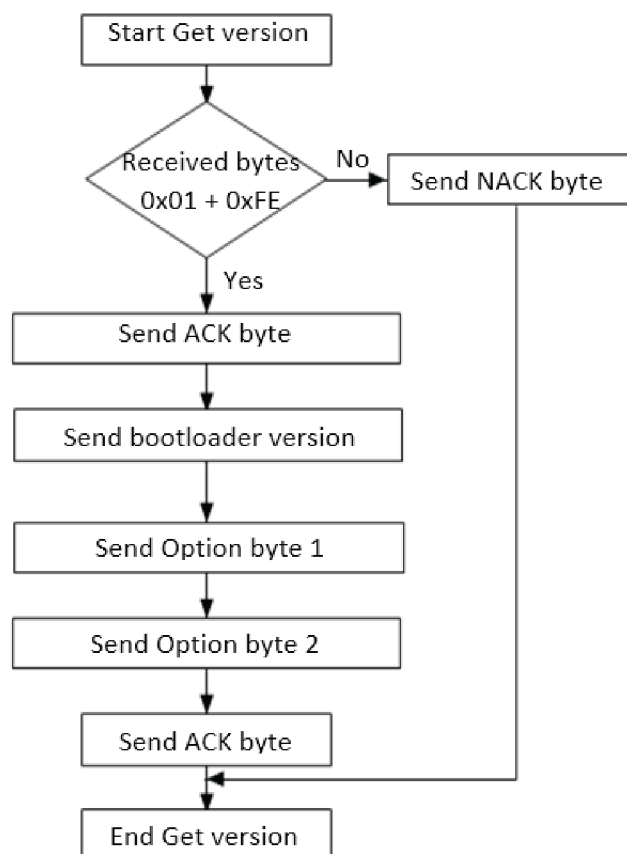 Start Get version
Received bytes
0x01 + 0xFE
No
Send NACK byte
Yes
Send ACK byte
Send bootloader version
Send Option byte 1
Send Option byte 2
Send ACK byte
End Get version